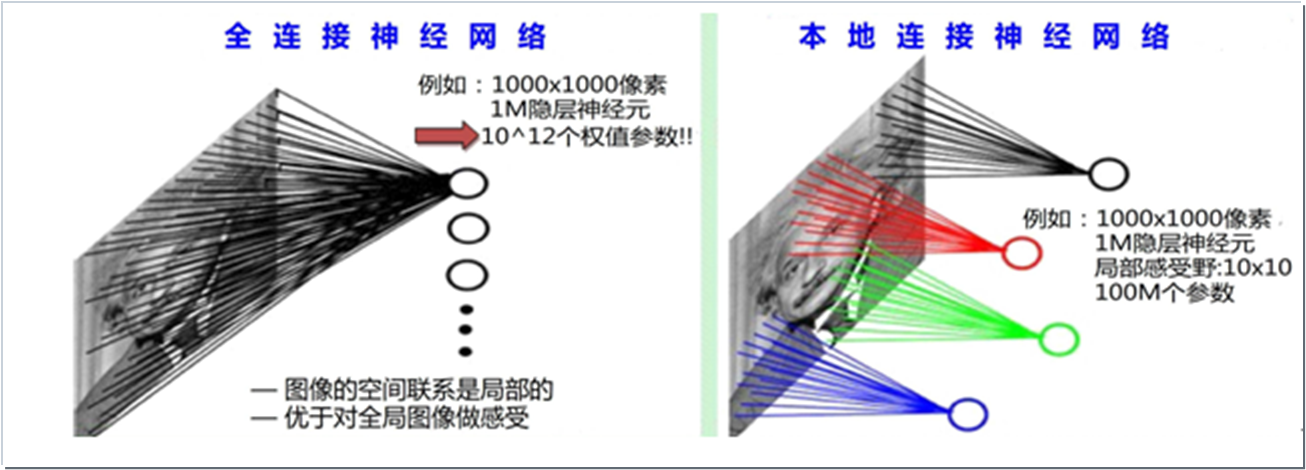 全连接神经网络
例如：1000x1000像素
1M隐层神经元
10^12个权值参数!!
— 图像的空间联系是局部的
— 优于对全局图像做感受
本地连接神经网络
例如：1000x1000像素
1M隐层神经元
局部感受野:10x10
100M个参数